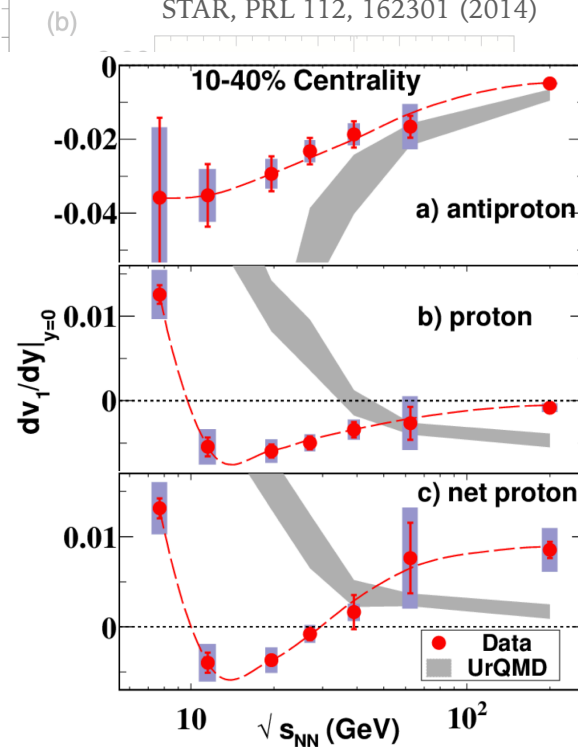 (b)
STAR, PRL 112, 162301 (2014)
0
10-40% Centrality
-0.02
-0.04
a) antiproton
0.01
b) proton
0
dv1/dy|y=0
c) net proton
0.01
0
Data
UrQMD
10
10²
√ sNN (GeV)